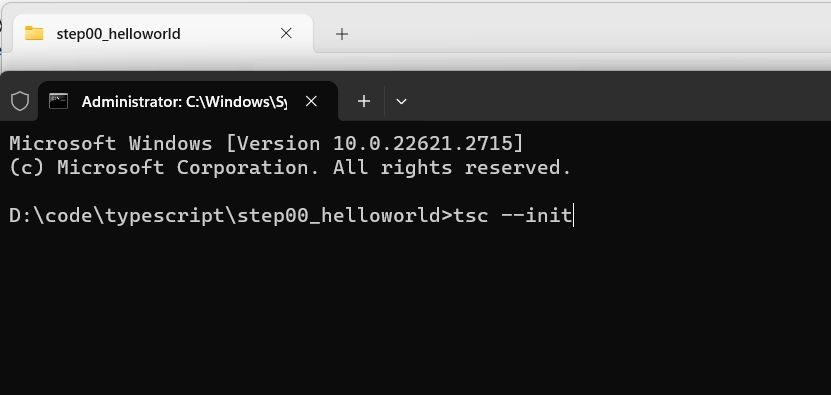 step00_helloworld
Administrator: C:\Windows\Sy
Microsoft Windows [Version 10.0.22621.2715]
(c) Microsoft Corporation. All rights reserved.
D:\code\typescript\step00_helloworld>tsc --init